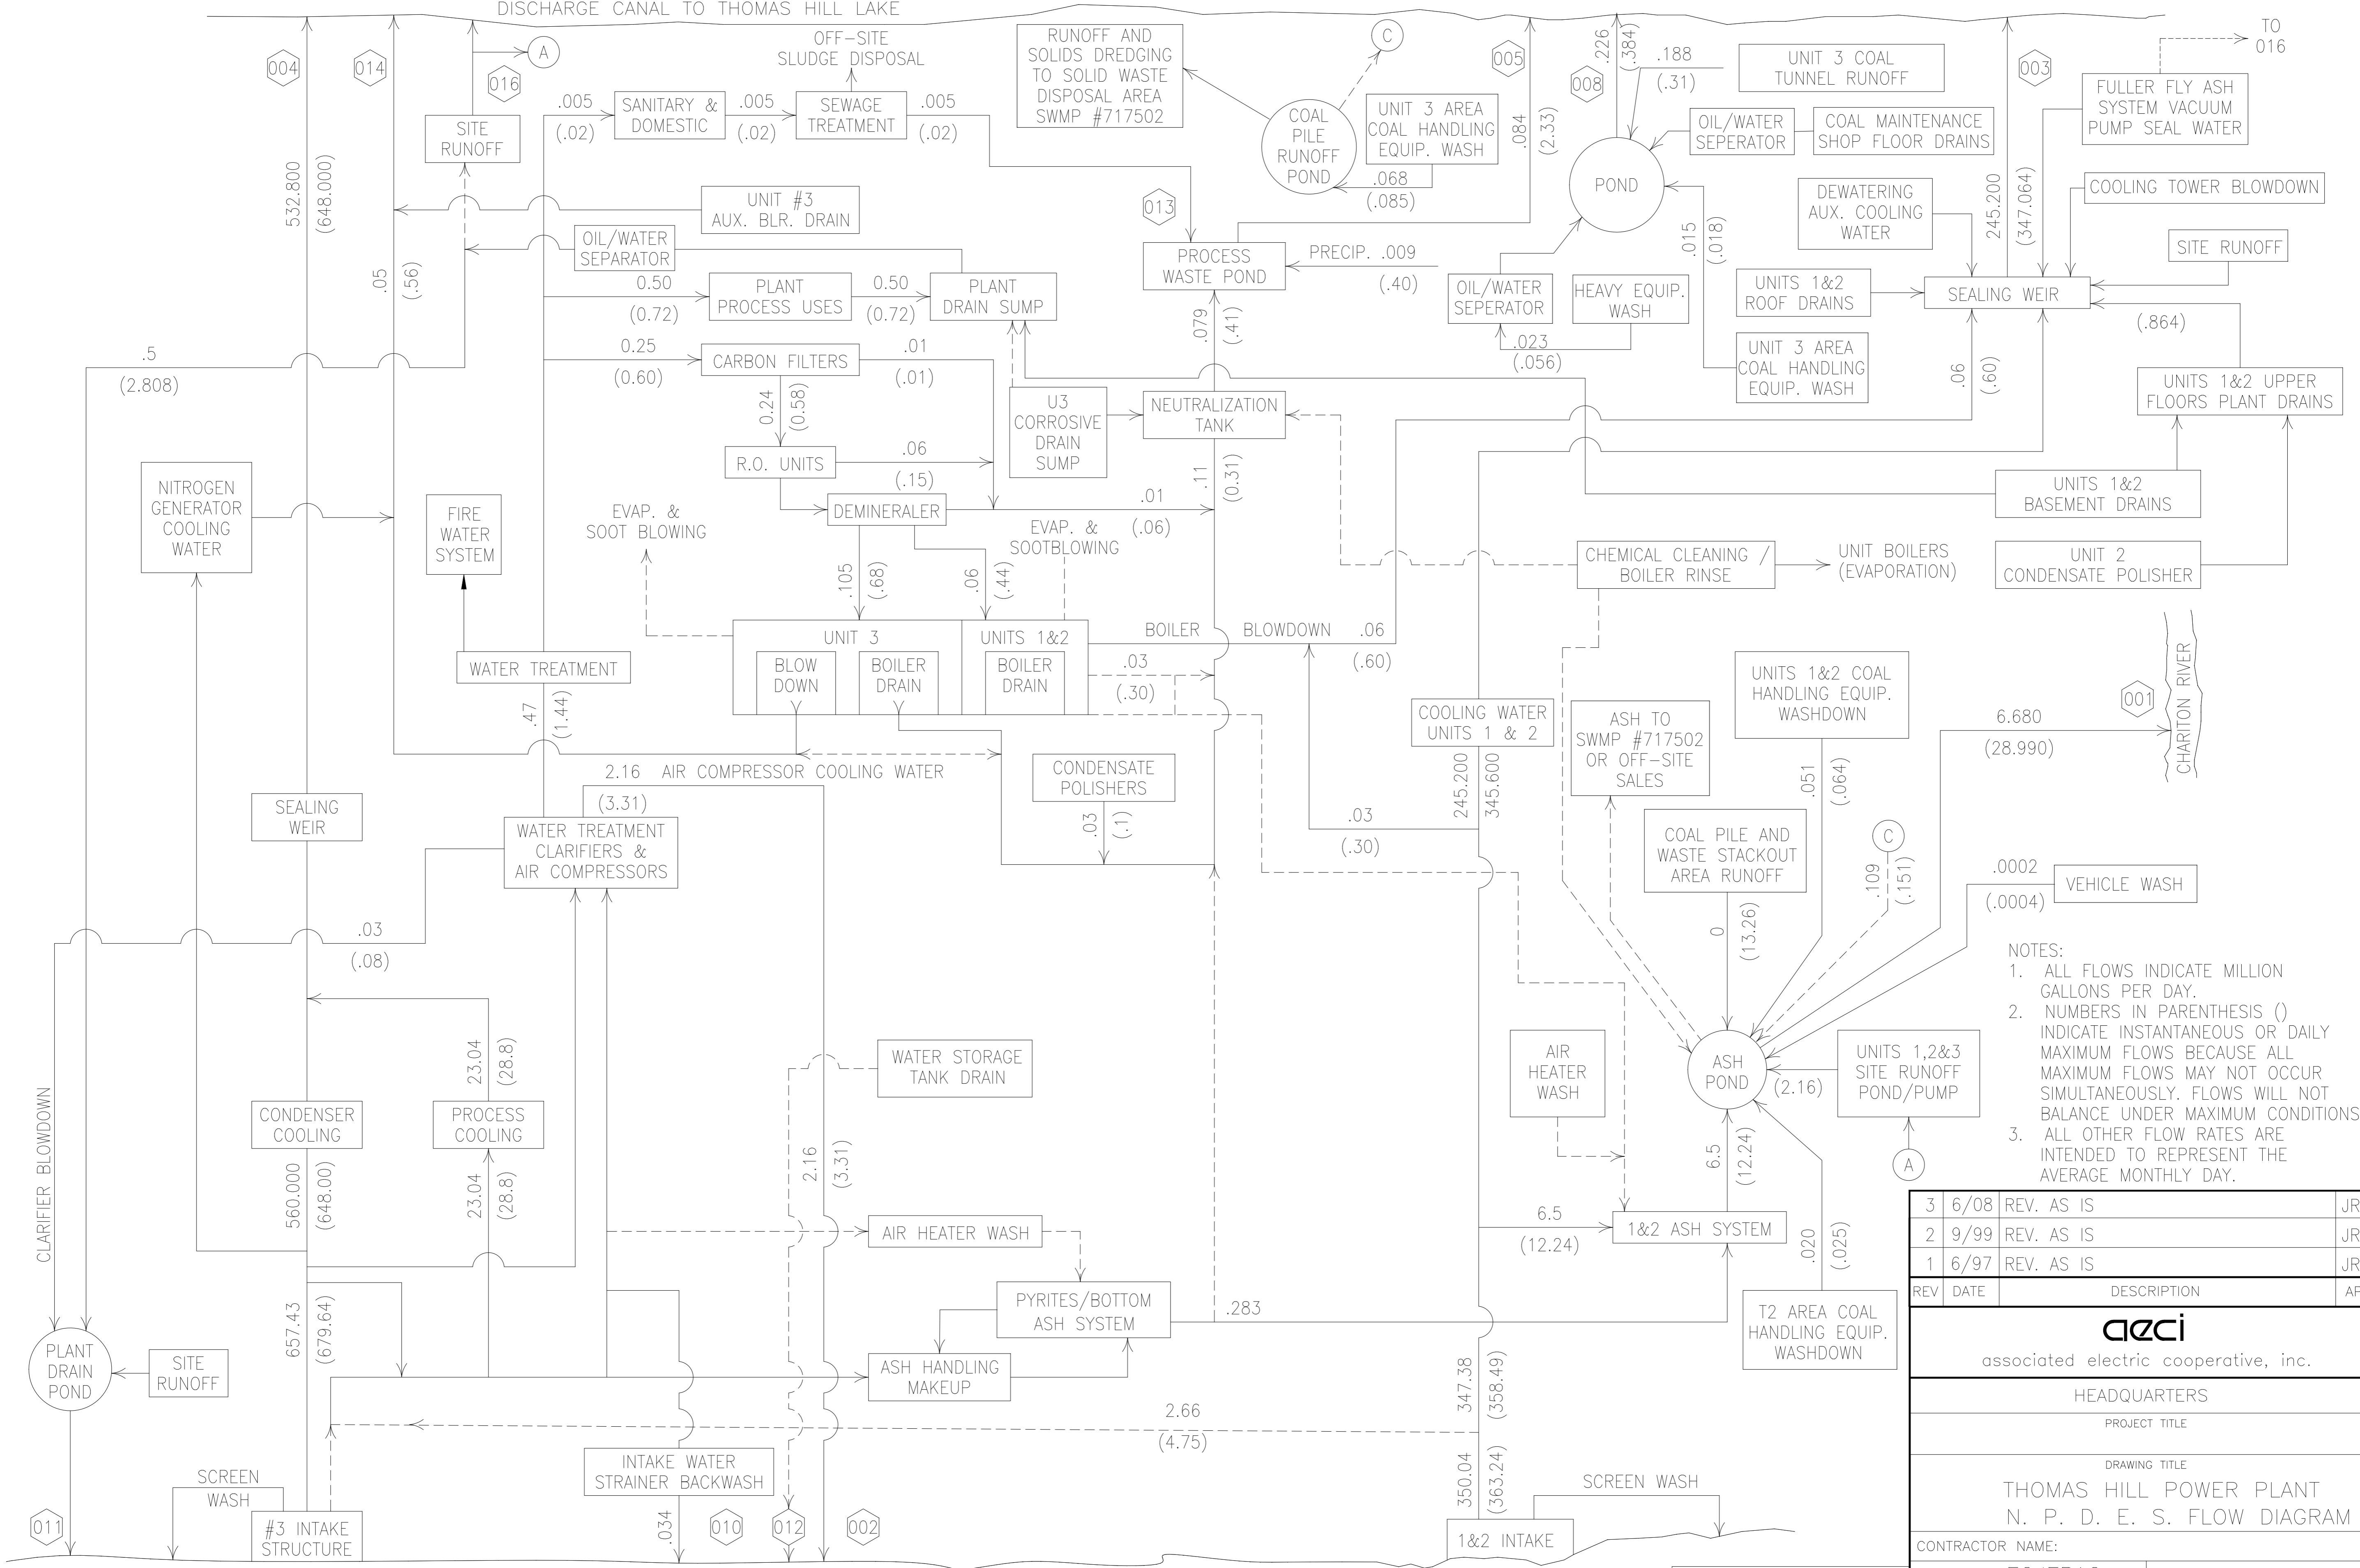 DISCHARGE CANAL TO THOMAS HILL LAKE
004
014
016
A
OFF-SITE
SLUDGE DISPOSAL
RUNOFF AND
SOLIDS DREDGING
TO SOLID WASTE
DISPOSAL AREA
SWMP #717502
C
005
008
.226
(.384)
.188
(.31)
UNIT 3 COAL
TUNNEL RUNOFF
003
TO
016
FULLER FLY ASH
SYSTEM VACUUM
PUMP SEAL WATER
SITE
RUNOFF
.005
(.02)
SANITARY &
DOMESTIC
.005
(.02)
SEWAGE
TREATMENT
.005
(.02)
COAL
PILE
RUNOFF
POND
UNIT 3 AREA
COAL HANDLING
EQUIP. WASH
.068
(.085)
.084
(2.33)
POND
OIL/WATER
SEPERATOR
COAL MAINTENANCE
SHOP FLOOR DRAINS
532.800
(648.000)
UNIT #3
AUX. BLR. DRAIN
013
DEWATERING
AUX. COOLING
WATER
245.200
(347.064)
COOLING TOWER BLOWDOWN
.05
(.56)
OIL/WATER
SEPARATOR
PROCESS
WASTE POND
PRECIP. .009
(.40)
.015
(.018)
SITE RUNOFF
0.50
(0.72)
PLANT
PROCESS USES
0.50
(0.72)
PLANT
DRAIN SUMP
OIL/WATER
SEPERATOR
HEAVY EQUIP.
WASH
.023
(.056)
UNITS 1&2
ROOF DRAINS
SEALING WEIR
(.864)
.5
(2.808)
0.25
(0.60)
CARBON FILTERS
.01
(.01)
.079
(.41)
UNIT 3 AREA
COAL HANDLING
EQUIP. WASH
.06
(.60)
UNITS 1&2 UPPER
FLOORS PLANT DRAINS
0.24
(0.58)
U3
CORROSIVE
DRAIN
SUMP
NEUTRALIZATION
TANK
R.O. UNITS
.06
(.15)
.11
(0.31)
UNITS 1&2
BASEMENT DRAINS
NITROGEN
GENERATOR
COOLING
WATER
FIRE
WATER
SYSTEM
EVAP. &
SOOT BLOWING
DEMINERALER
EVAP. &
SOOTBLOWING
.01
(.06)
CHEMICAL CLEANING /
BOILER RINSE
UNIT BOILERS
(EVAPORATION)
UNIT 2
CONDENSATE POLISHER
.105
(.68)
.06
(.44)
UNIT 3
UNITS 1&2
BLOW
DOWN
BOILER
DRAIN
BOILER
DRAIN
BOILER BLOWDOWN .06
(.60)
.03
(.30)
WATER TREATMENT
.47
(1.44)
COOLING WATER
UNITS 1 & 2
ASH TO
SWMP #717502
OR OFF-SITE
SALES
UNITS 1&2 COAL
HANDLING EQUIP.
WASHDOWN
001
CHARITON RIVER
6.680
(28.990)
2.16 AIR COMPRESSOR COOLING WATER
(3.31)
CONDENSATE
POLISHERS
245.200
345.600
.051
(.064)
SEALING
WEIR
WATER TREATMENT
CLARIFIERS &
AIR COMPRESSORS
.03
(.1)
.03
(.30)
COAL PILE AND
WASTE STACKOUT
AREA RUNOFF
C
.109
(.151)
.0002
(.0004)
VEHICLE WASH
.03
(.08)
0
(13.26)
NOTES:
1. ALL FLOWS INDICATE MILLION
GALLONS PER DAY.
2. NUMBERS IN PARENTHESIS ()
INDICATE INSTANTANEOUS OR DAILY
MAXIMUM FLOWS BECAUSE ALL
MAXIMUM FLOWS MAY NOT OCCUR
SIMULTANEOUSLY. FLOWS WILL NOT
BALANCE UNDER MAXIMUM CONDITIONS
3. ALL OTHER FLOW RATES ARE
INTENDED TO REPRESENT THE
AVERAGE MONTHLY DAY.
23.04
(28.8)
WATER STORAGE
TANK DRAIN
AIR
HEATER
WASH
ASH
POND
(2.16)
UNITS 1,2&3
SITE RUNOFF
POND/PUMP
A
CLARIFIER BLOWDOWN
CONDENSER
COOLING
PROCESS
COOLING
560.000
(648.00)
23.04
(28.8)
2.16
(3.31)
6.5
(12.24)
AIR HEATER WASH
6.5
(12.24)
1&2 ASH SYSTEM
.020
(.025)
657.43
(679.64)
PYRITES/BOTTOM
ASH SYSTEM
.283
T2 AREA COAL
HANDLING EQUIP.
WASHDOWN
PLANT
DRAIN
POND
SITE
RUNOFF
ASH HANDLING
MAKEUP
347.38
(358.49)
2.66
(4.75)
SCREEN
WASH
INTAKE WATER
STRAINER BACKWASH
350.04
(363.24)
SCREEN WASH
011
#3 INTAKE
STRUCTURE
.034
010
012
002
1&2 INTAKE
3 6/08 REV. AS IS JR
2 9/99 REV. AS IS JR
1 6/97 REV. AS IS JR
REV DATE DESCRIPTION AP
aeci
associated electric cooperative, inc.
HEADQUARTERS
PROJECT TITLE
DRAWING TITLE
THOMAS HILL POWER PLANT
N. P. D. E. S. FLOW DIAGRAM
CONTRACTOR NAME: